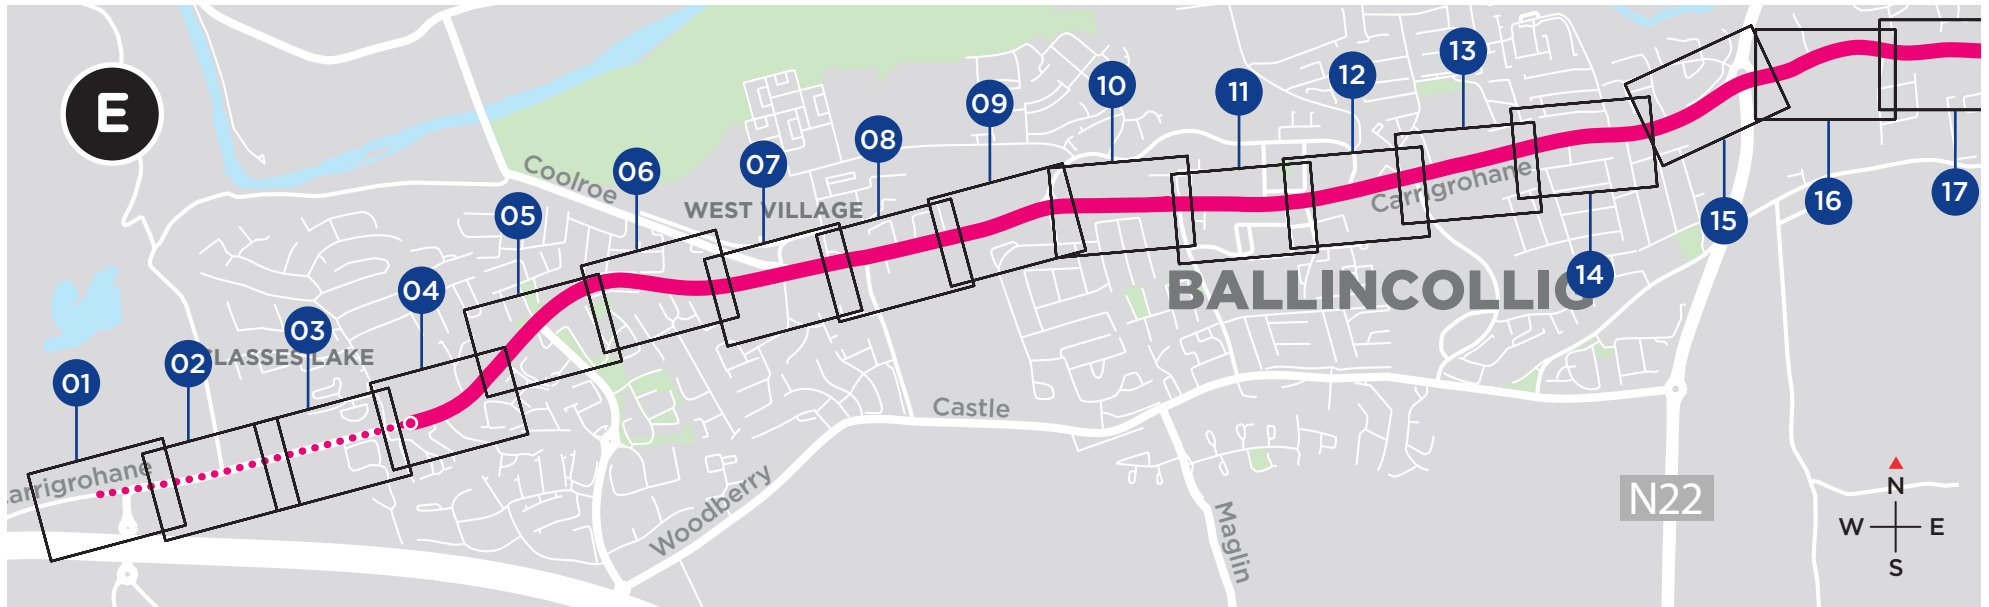 E
01
02
03
04
05
06
07
08
09
10
11
12
13
14
15
16
17
Coolroe
WEST VILLAGE
Carrigrohane
BALLINCOLLIG
CLASSES LAKE
arrigrohane
Castle
Woodberry
Maglin
N22
N
W E
S